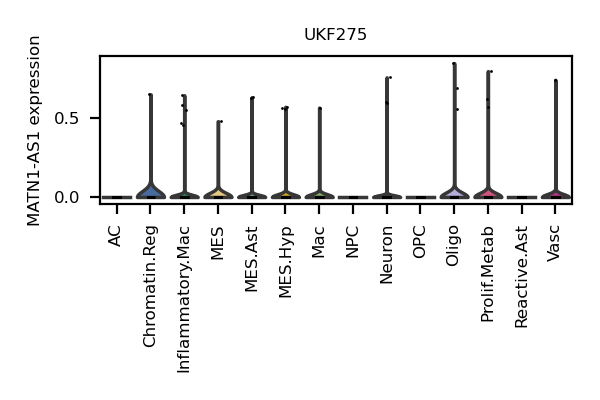 UKF275
MATN1-AS1 expression
0.5
0.0
AC
Chromatin.Reg
Inflammatory.Mac
MES
MES.Ast
MES.Hyp
Mac
NPC
Neuron
OPC
Oligo
Prolif.Metab
Reactive.Ast
Vasc